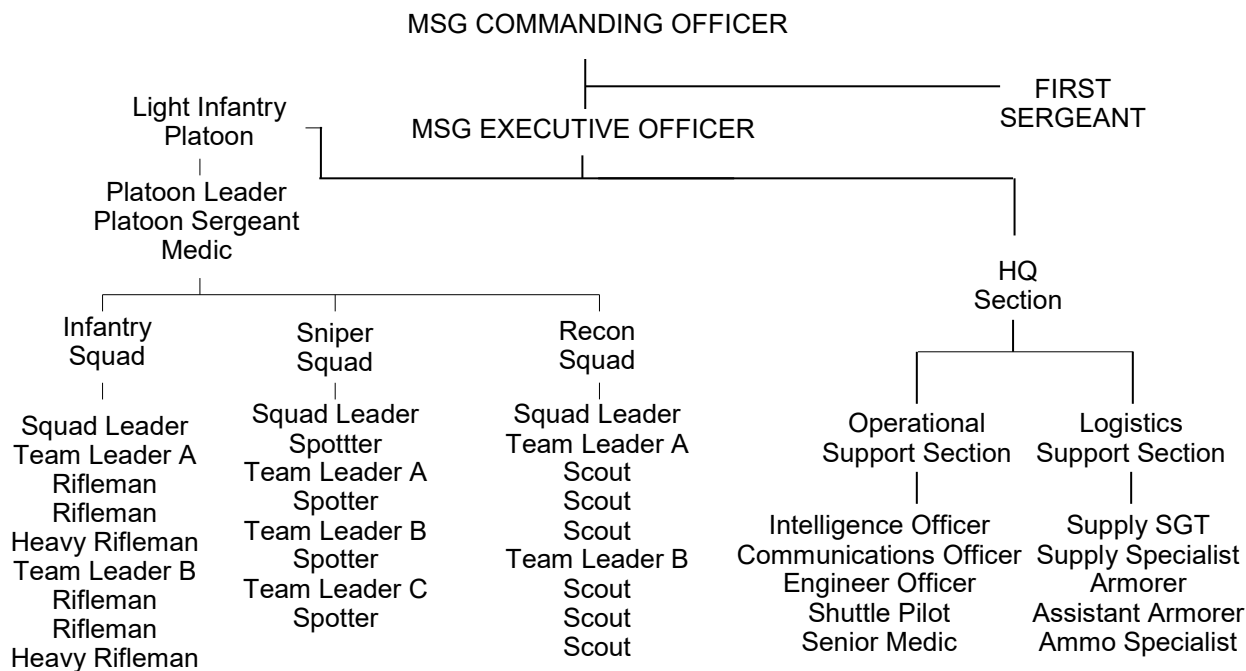 MSG COMMANDING OFFICER
FIRST
SERGEANT
MSG EXECUTIVE OFFICER
Light Infantry
Platoon
Platoon Leader
Platoon Sergeant
Medic
Infantry
Squad
Squad Leader
Team Leader A
Rifleman
Rifleman
Heavy Rifleman
Team Leader B
Rifleman
Rifleman
Heavy Rifleman
Sniper
Squad
Squad Leader
Spottter
Team Leader A
Spotter
Team Leader B
Spotter
Team Leader C
Spotter
Recon
Squad
Squad Leader
Team Leader A
Scout
Scout
Scout
Team Leader B
Scout
Scout
Scout
HQ
Section
Operational
Support Section
Intelligence Officer
Communications Officer
Engineer Officer
Shuttle Pilot
Senior Medic
Logistics
Support Section
Supply SGT
Supply Specialist
Armorer
Assistant Armorer
Ammo Specialist